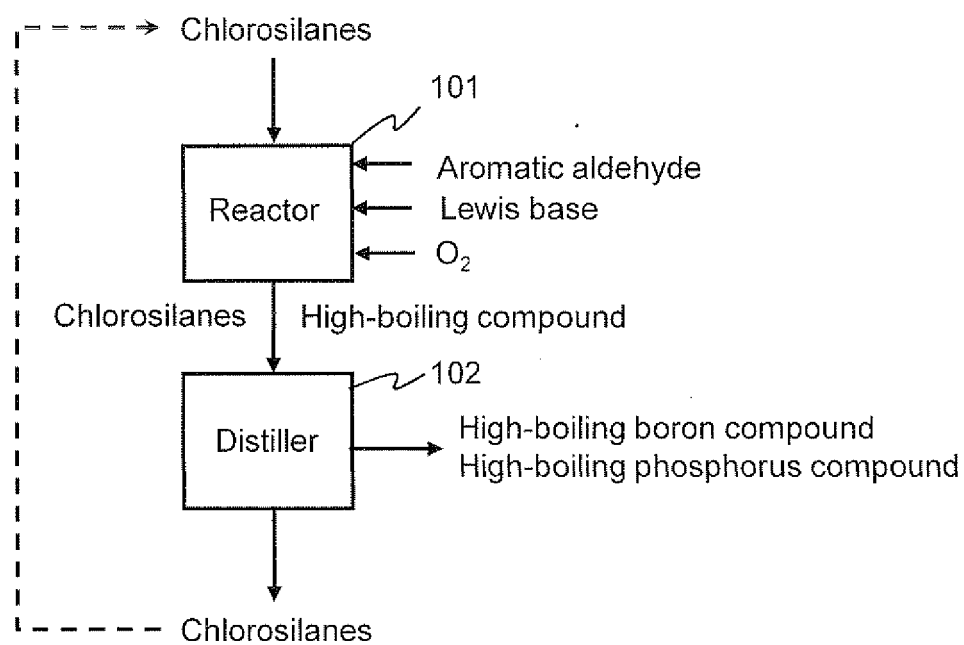 Chlorosilanes
101
Reactor
Aromatic aldehyde
Lewis base
O₂
Chlorosilanes
High-boiling compound
102
Distiller
High-boiling boron compound
High-boiling phosphorus compound
Chlorosilanes